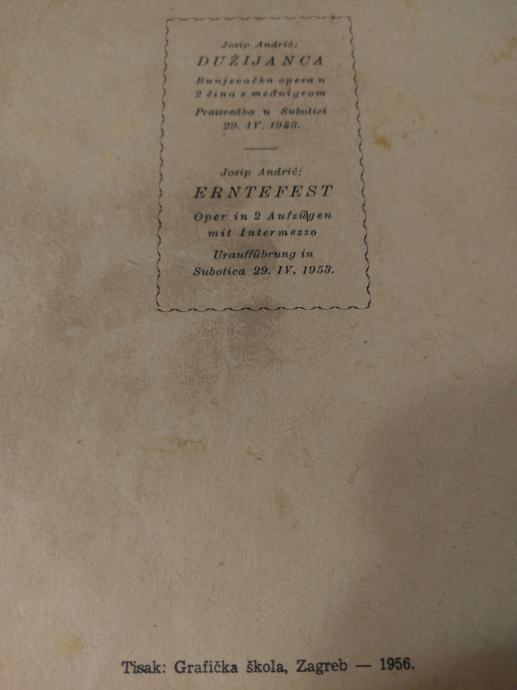 Josip Andrić:
DUŽIJANCA
Bunjevačka opera u
2 čina s međuigrom
Praizvedba u Subotici
29. IV. 1953.
Josip Andrić:
ERNTEFEST
Oper in 2 Aufzügen
mit Intermezzo
Uraufführung in
Subotica 29. IV. 1953.
Tisak: Grafička škola, Zagreb — 1956.